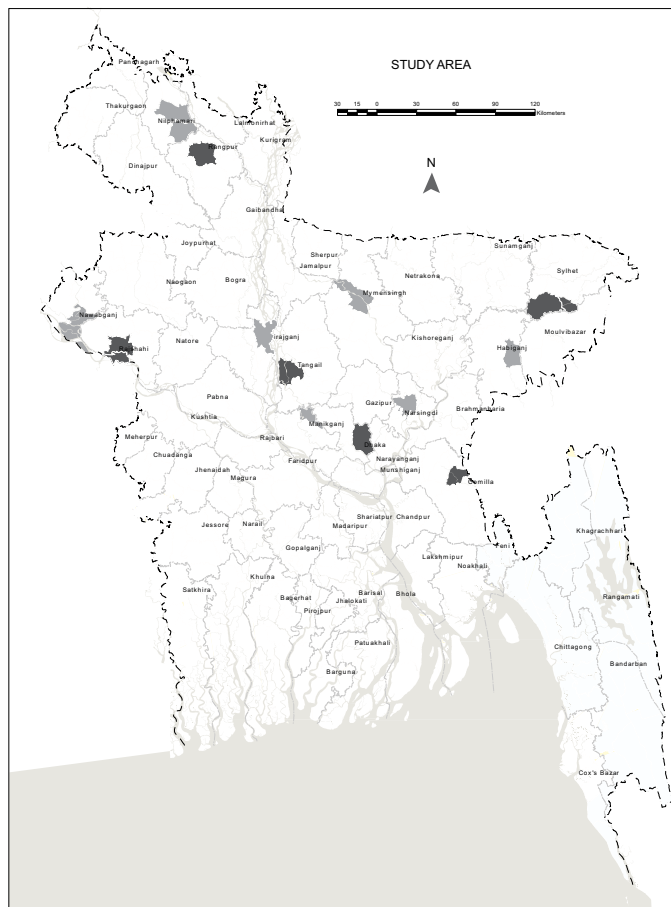 STUDY AREA
30 15 0 30 60 90 120
Kilometers
N
Panchagarh
Thakurgaon
Nilphamari
Lalmonirhat
Rangpur
Kurigram
Dinajpur
Gaibandha
Joypurhat
Sherpur
Jamalpur
Sunamganj
Sylhet
Naogaon
Bogra
Mymensingh
Netrakona
Nawabganj
Rajshahi
Natore
irajganj
Tangail
Kishoreganj
Habiganj
Moulvibazar
Pabna
Gazipur
Narsingdi
Brahmanbaria
Kushtia
Manikganj
Meherpur
Rajbari
Dhaka
Chuadanga
Faridpur
Narayanganj
Munshiganj
Jhenaidah
Magura
Comilla
Jessore
Narail
Shariatpur
Chandpur
Madaripur
Khagrachhari
Gopalganj
Lakshmipur
Feni
Noakhali
Satkhira
Khulna
Bagerhat
Barisal
Jhalokati
Bhola
Pirojpur
Rangamati
Patuakhali
Chittagong
Barguna
Bandarban
Cox's Bazar